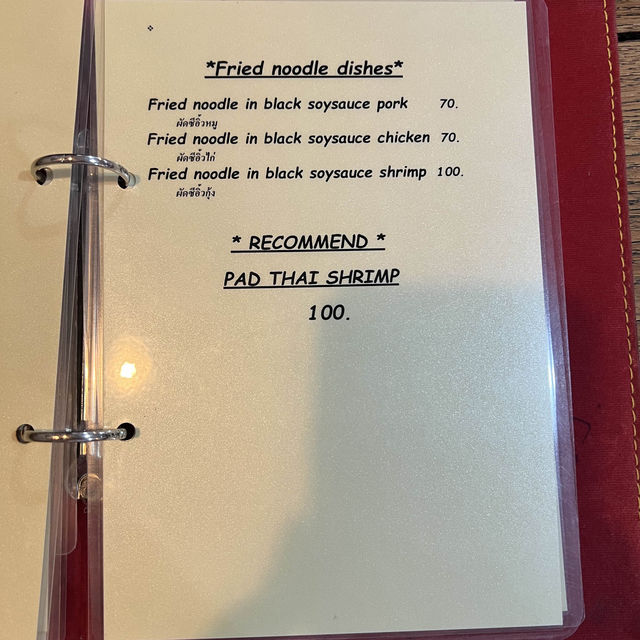 *Fried noodle dishes*
Fried noodle in black soysauce pork 70.
ผัดซีอิ๊วหมู
Fried noodle in black soysauce chicken 70.
ผัดซีอิ๊วไก่
Fried noodle in black soysauce shrimp 100.
ผัดซีอิ๊วกุ้ง
* RECOMMEND *
PAD THAI SHRIMP
100.